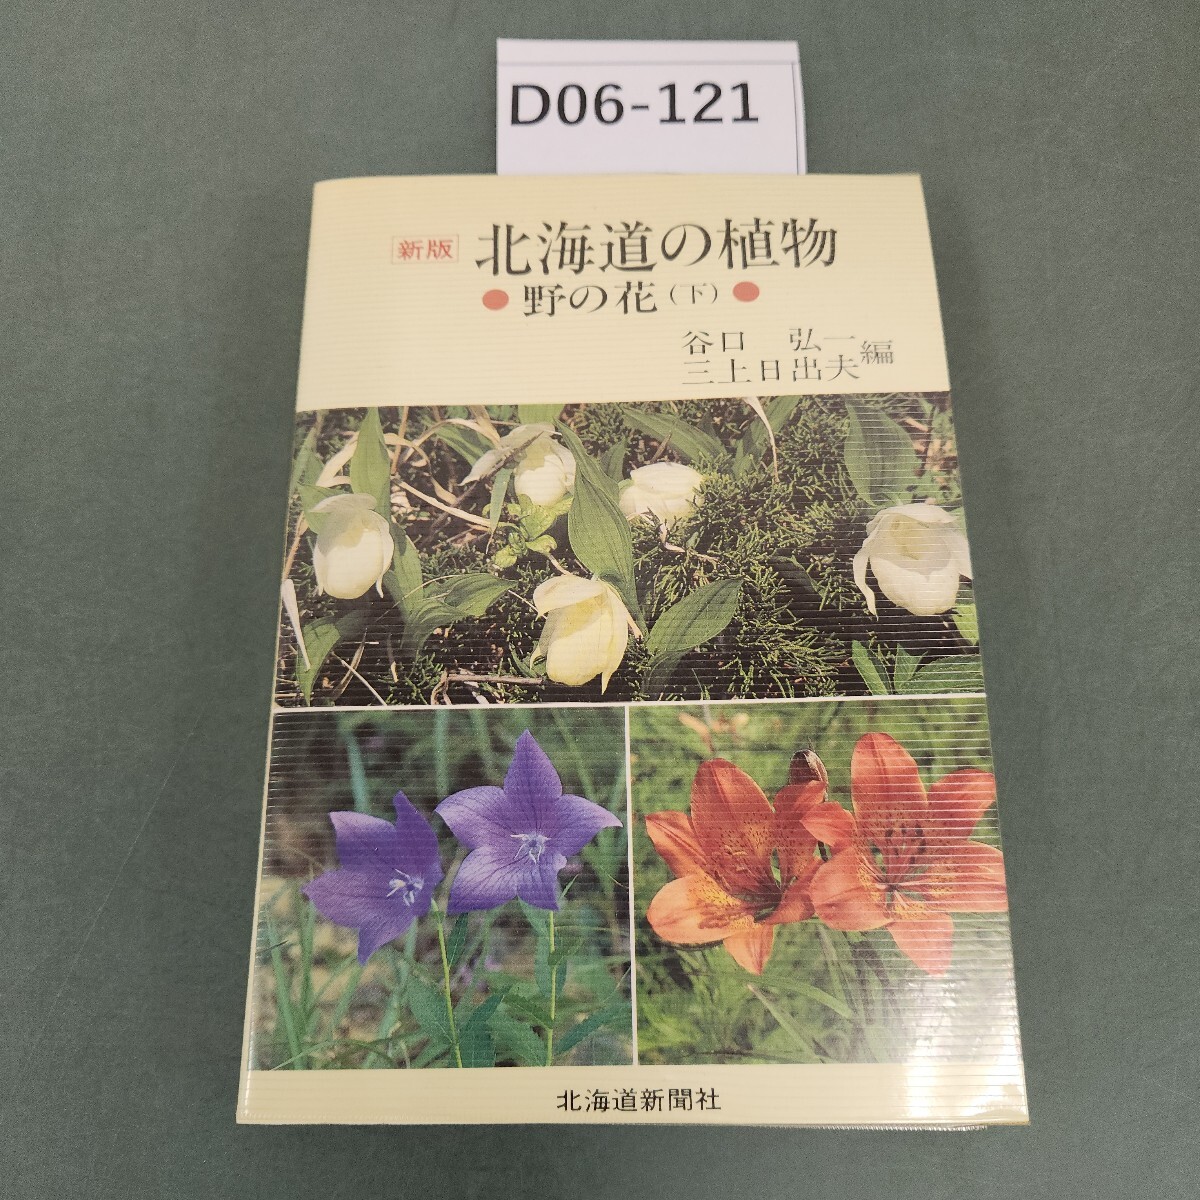 D06-121
新版 北海道の植物
●野の花（下）●
谷口 弘一
三上日出夫 編
北海道新聞社